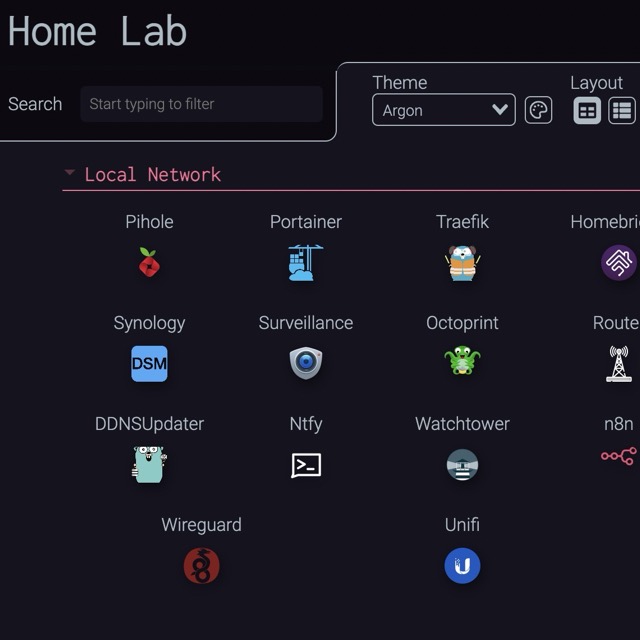 Home Lab
Search
Start typing to filter
Theme
Argon
Layout
Local Network
Pihole
Portainer
Traefik
Homebri
Synology
Surveillance
Octoprint
Route
DSM
DDNSUpdater
Ntfy
Watchtower
n8n
Wireguard
Unifi
U